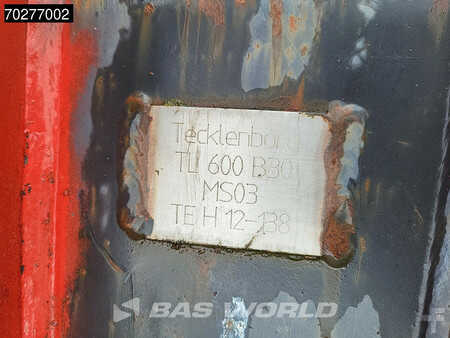 70277002
Tecklenborg
TL 600 B30
MS03
TE H 12-138
BAS WORLD